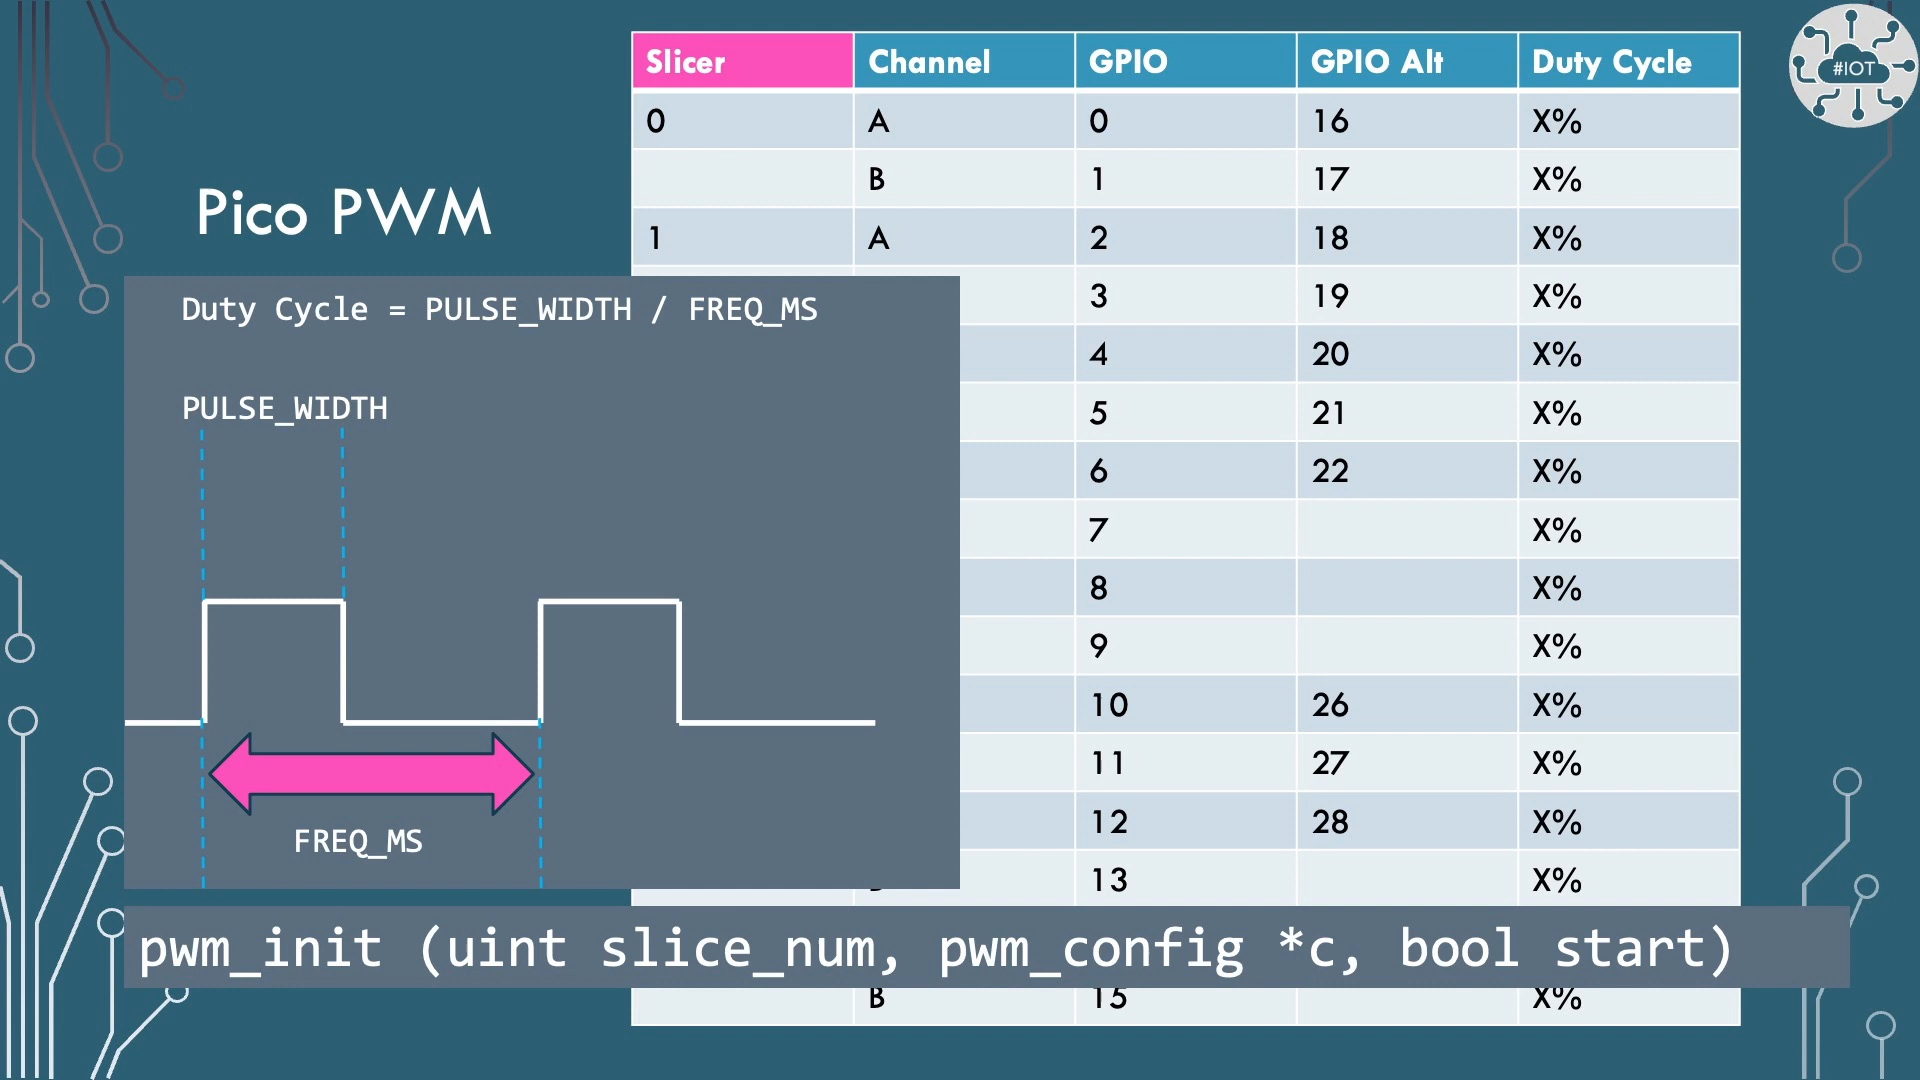 Pico PWM
Slicer Channel GPIO GPIO Alt Duty Cycle
0 A 0 16 X%
B 1 17 X%
1 A 2 18 X%
3 19 X%
4 20 X%
5 21 X%
6 22 X%
7 X%
8 X%
9 X%
10 26 X%
11 27 X%
12 28 X%
13 X%
B 15 X%
Duty Cycle = PULSE_WIDTH / FREQ_MS
PULSE_WIDTH
FREQ_MS
pwm_init (uint slice_num, pwm_config *c, bool start)
#IOT